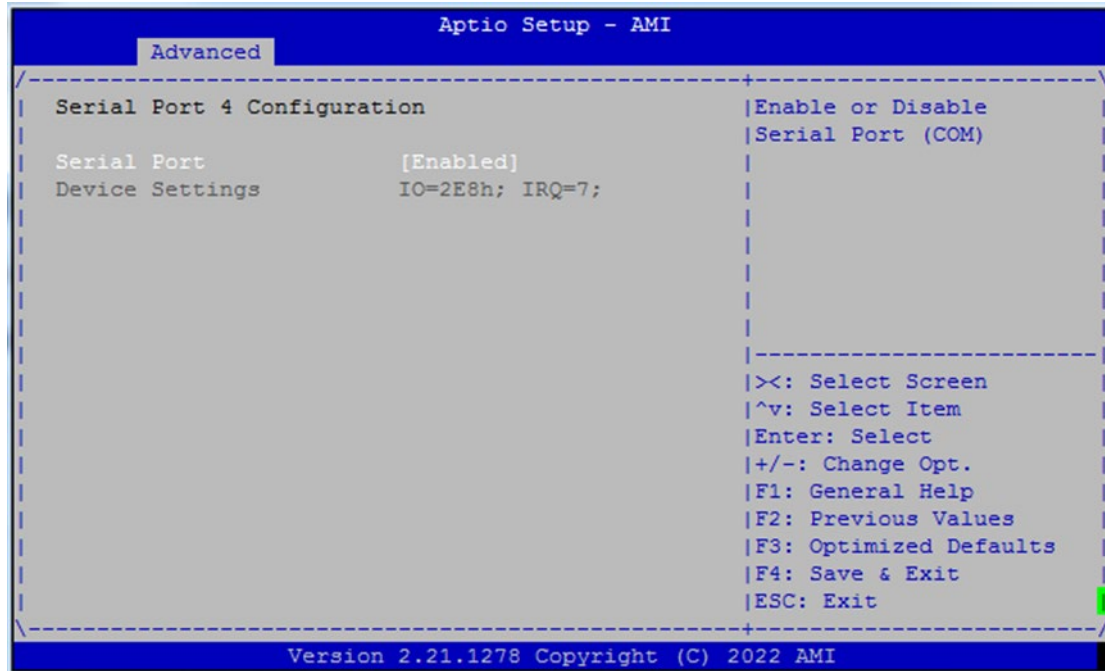 Aptio Setup - AMI
Advanced
Serial Port 4 Configuration
Serial Port [Enabled]
Device Settings IO=2E8h; IRQ=7;
Enable or Disable
Serial Port (COM)
><: Select Screen
^v: Select Item
Enter: Select
+/-: Change Opt.
F1: General Help
F2: Previous Values
F3: Optimized Defaults
F4: Save & Exit
ESC: Exit
Version 2.21.1278 Copyright (C) 2022 AMI